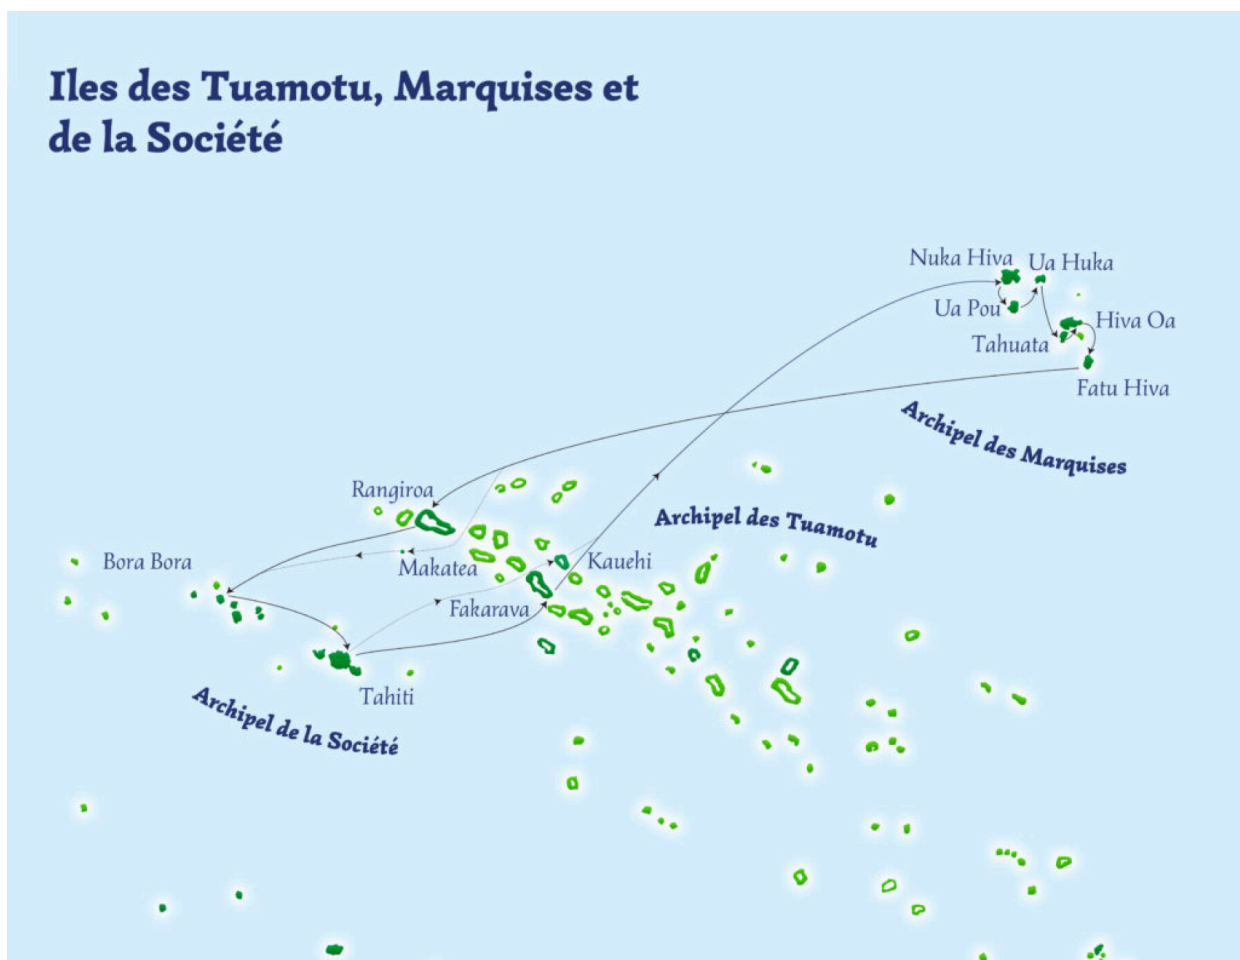 Iles des Tuamotu, Marquises et
de la Société
Nuka Hiva
Ua Huka
Ua Pou
Hiva Oa
Tahuata
Fatu Hiva
Archipel des Marquises
Rangiroa
Archipel des Tuamotu
Bora Bora
Makatea
Kauehi
Fakarava
Tahiti
Archipel de la Société